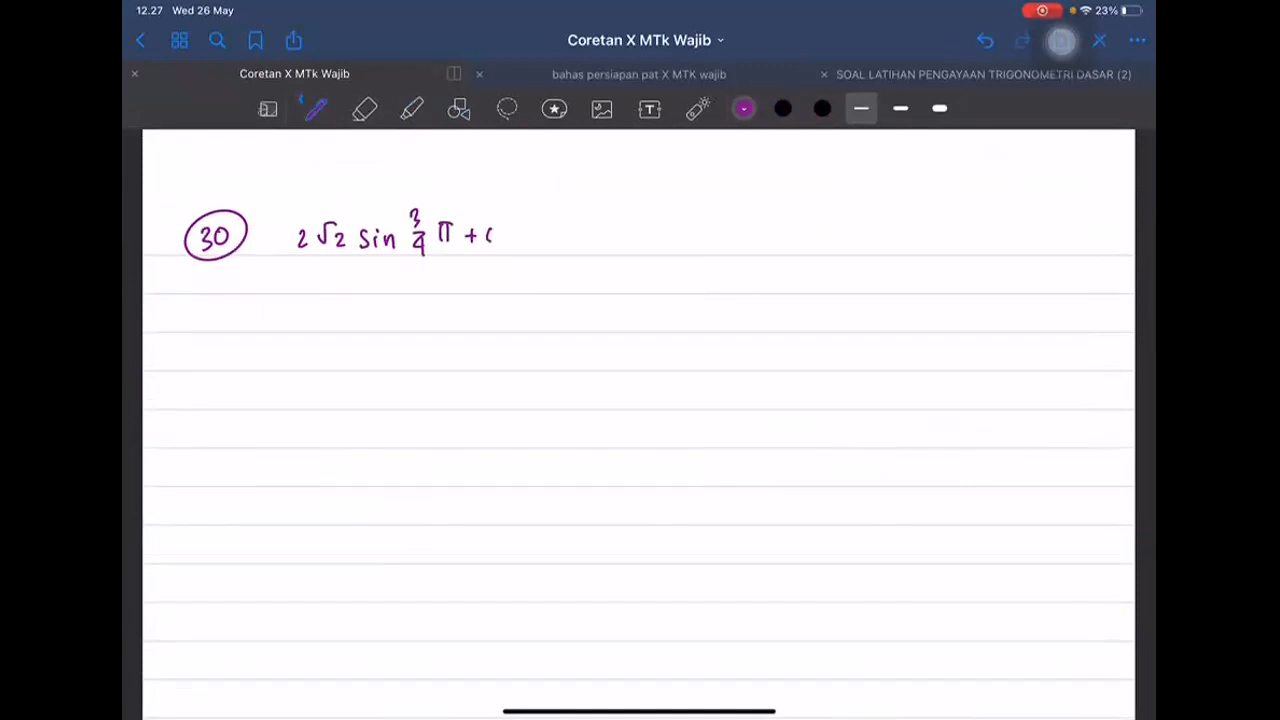 12.27 Wed 26 May 23%
Coretan X MTk Wajib
Coretan X MTk Wajib bahas persiapan pat X MTK wajib SOAL LATIHAN PENGAYAAN TRIGONOMETRI DASAR (2)
30 2 √2 sin 3/4 π + c